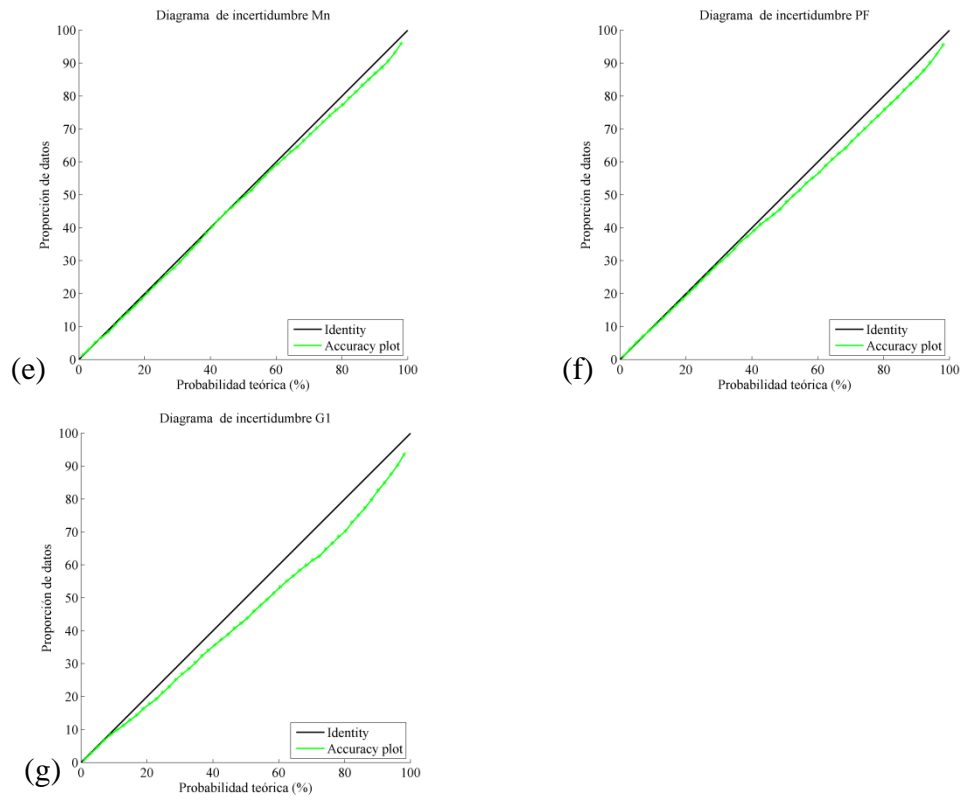 Diagrama de incertidumbre Mn
100
90
80
70
60
50
40
30
20
10
0
Proporción de datos
0 20 40 60 80 100
Probabilidad teórica (%)
Identity
Accuracy plot
(e)
Diagrama de incertidumbre PF
100
90
80
70
60
50
40
30
20
10
0
Proporción de datos
0 20 40 60 80 100
Probabilidad teórica (%)
Identity
Accuracy plot
(f)
Diagrama de incertidumbre G1
100
90
80
70
60
50
40
30
20
10
0
Proporción de datos
0 20 40 60 80 100
Probabilidad teórica (%)
Identity
Accuracy plot
(g)